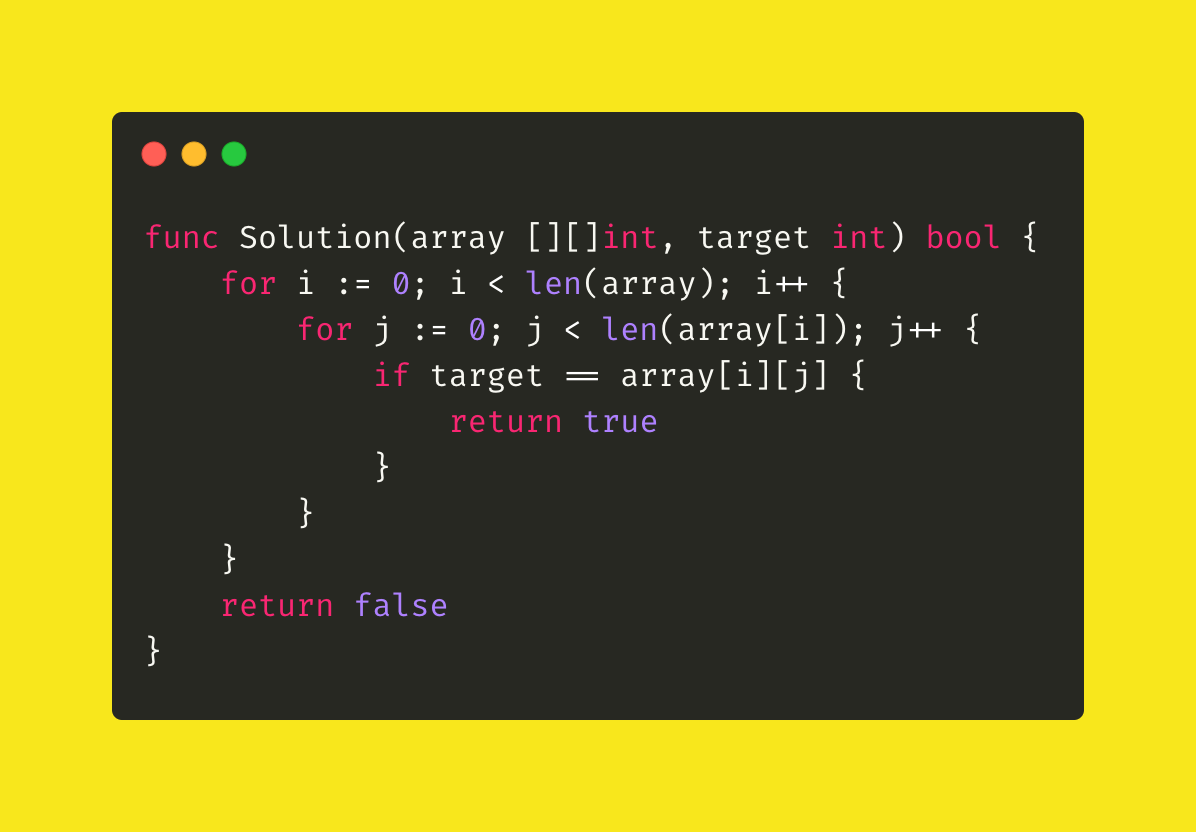 func Solution(array [][]int, target int) bool {
    for i := 0; i < len(array); i++ {
        for j := 0; j < len(array[i]); j++ {
            if target == array[i][j] {
                return true
            }
        }
    }
    return false
}